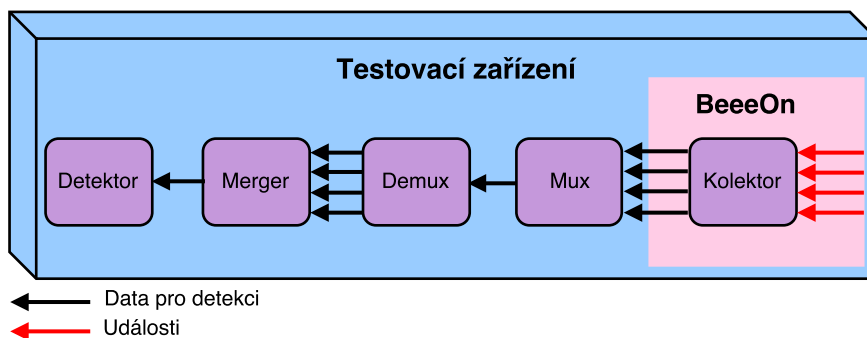 Testovací zařízení
BeeeOn
Detektor
Merger
Demux
Mux
Kolektor
Data pro detekci
Události